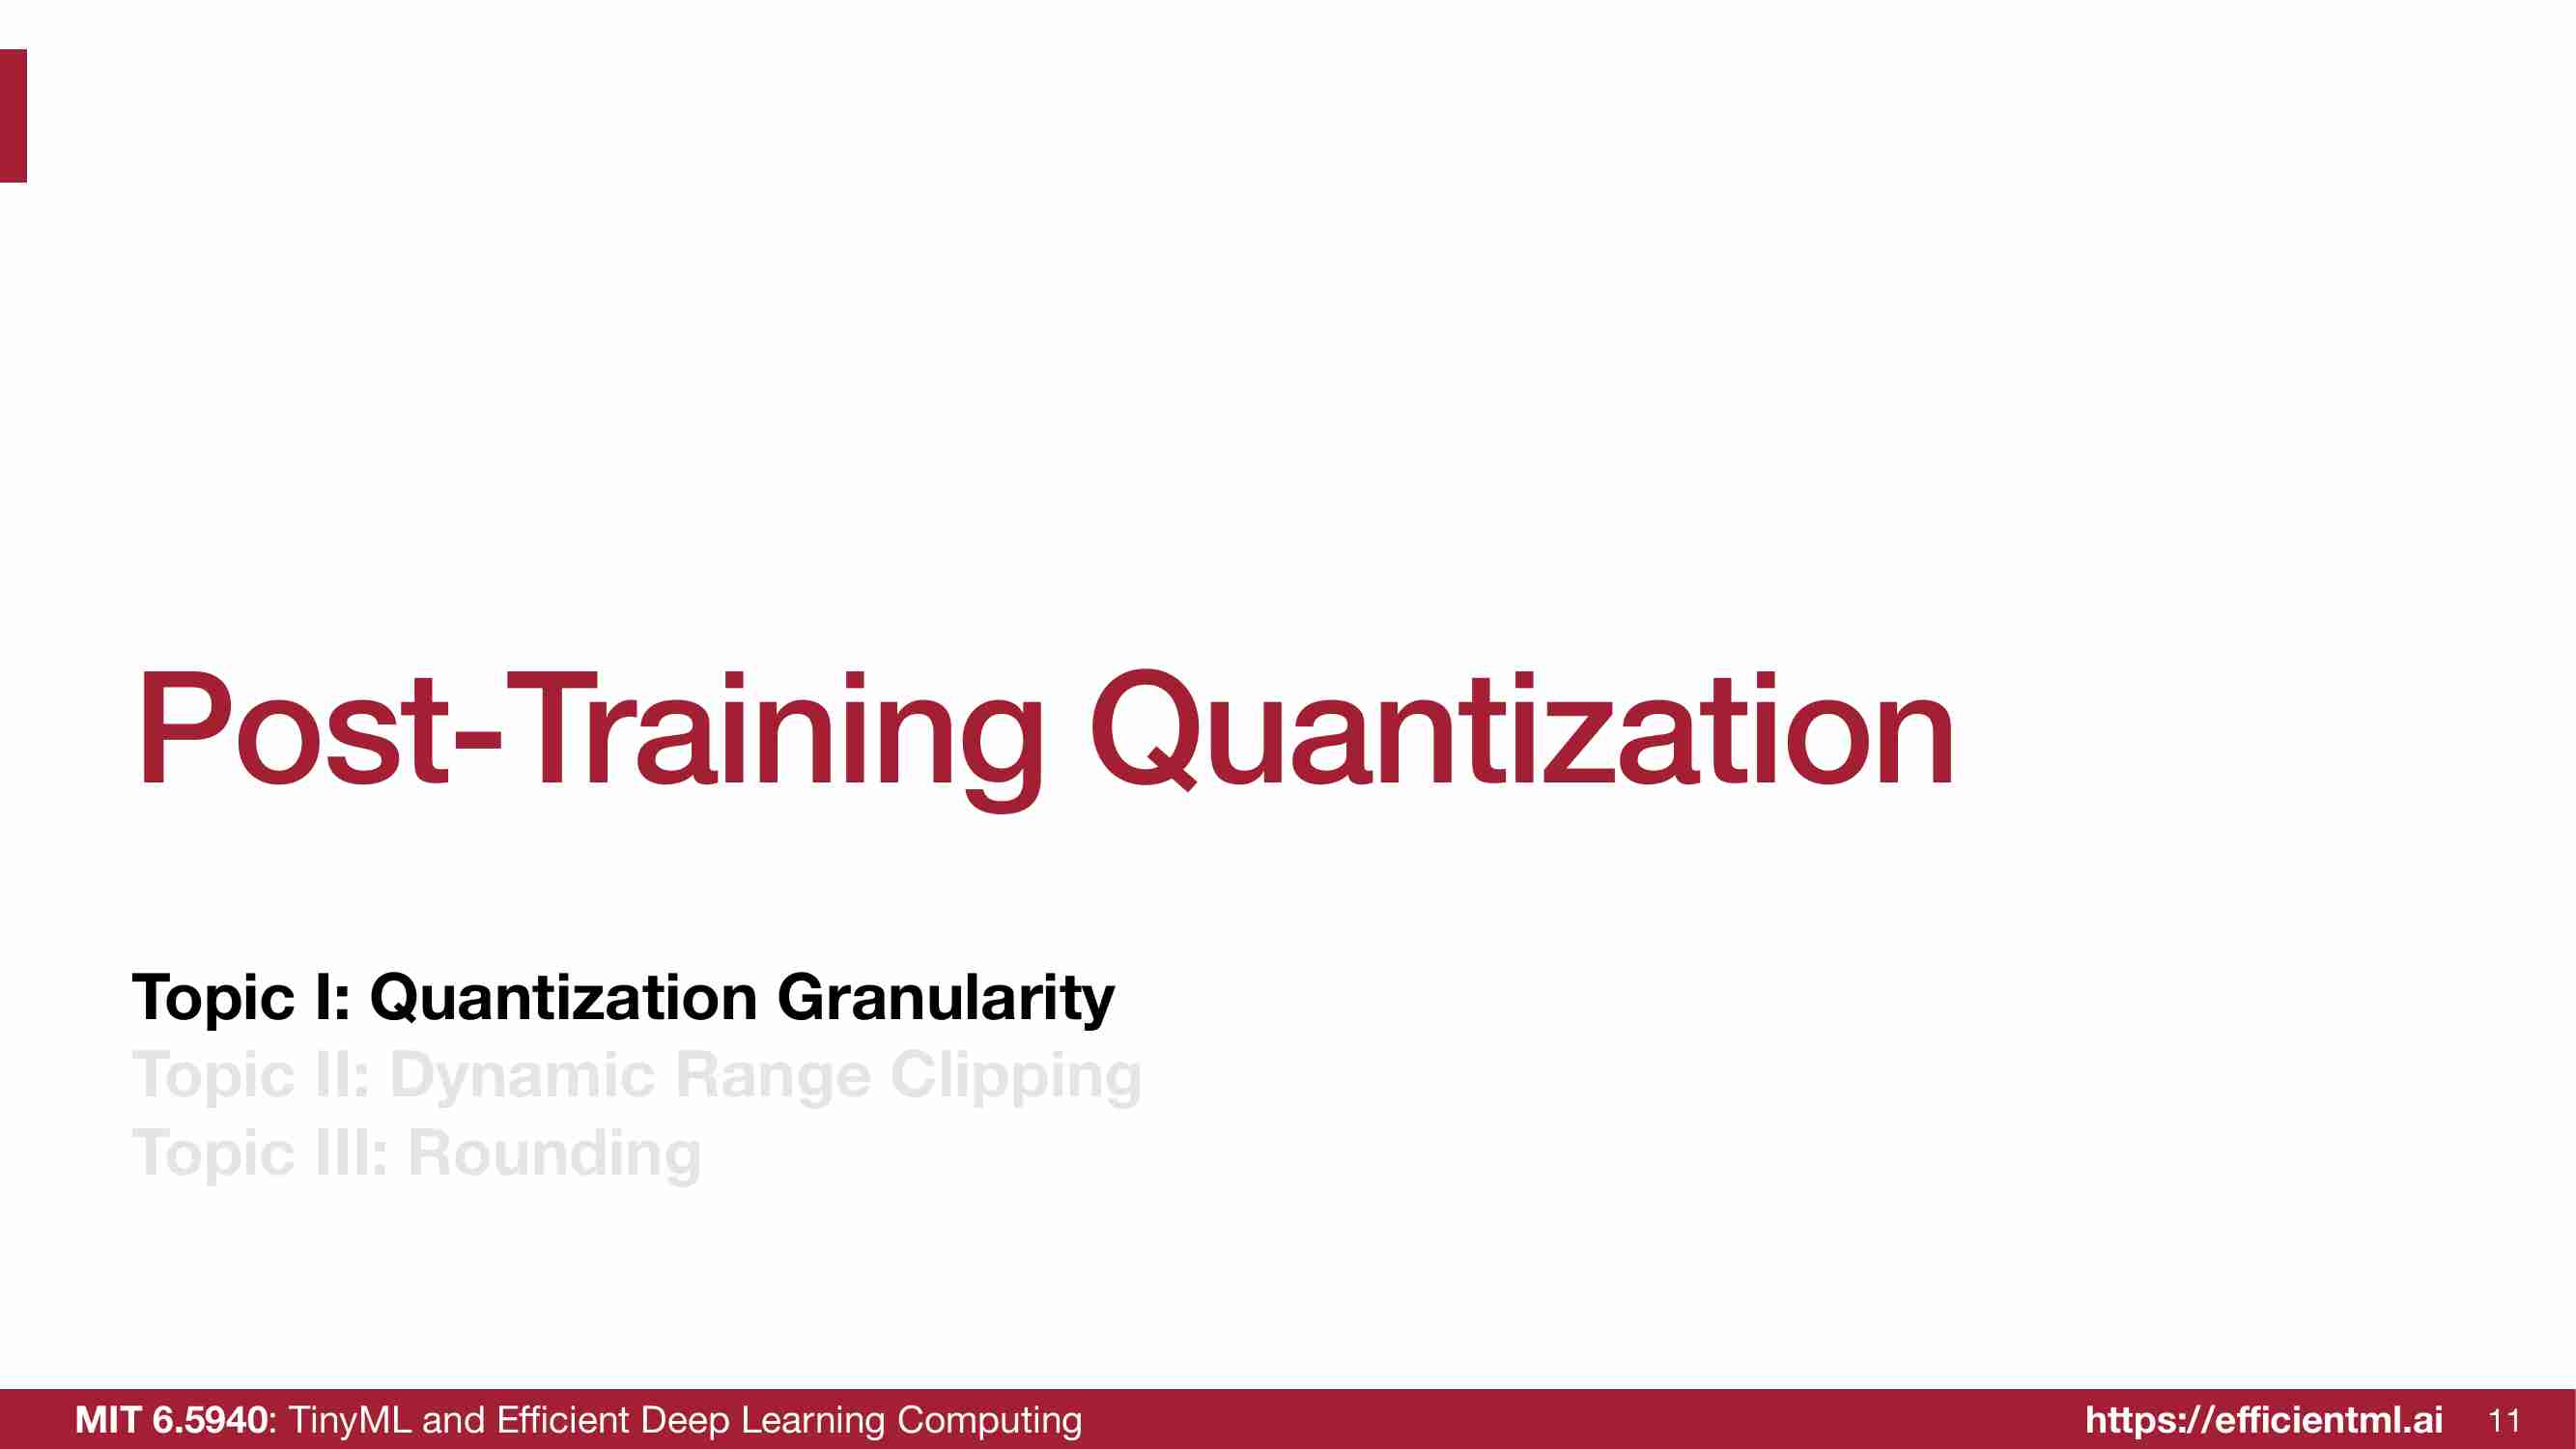 Post-Training Quantization
Topic I: Quantization Granularity
Topic II: Dynamic Range Clipping
Topic III: Rounding
MIT 6.5940: TinyML and Efficient Deep Learning Computing
https://efficientml.ai 11